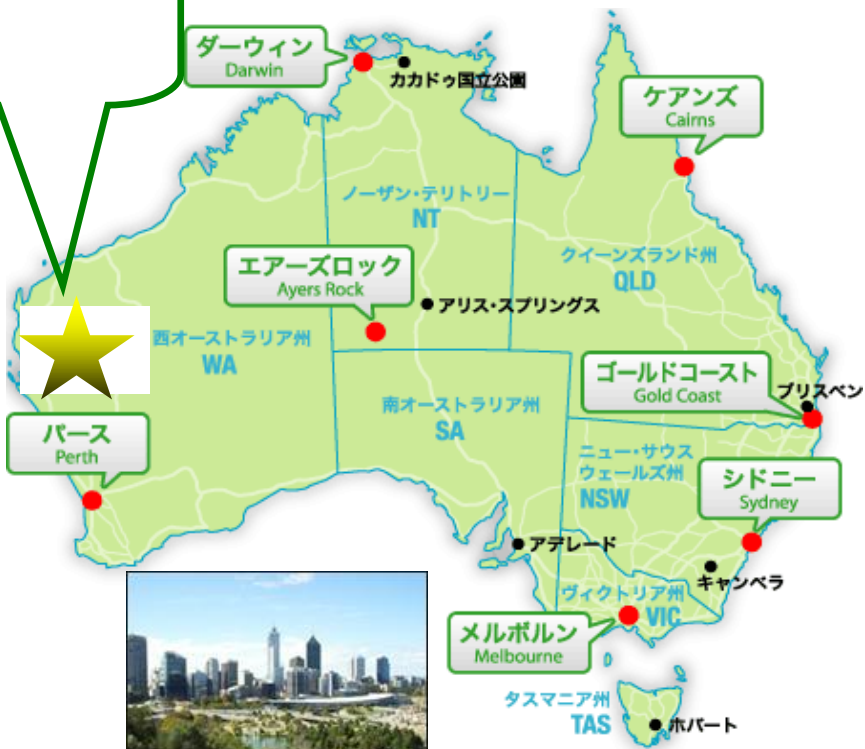 ダーウィン
Darwin
カカドゥ国立公園
ケアンズ
Cairns
ノーザン・テリトリー
NT
クイーンズランド州
QLD
エアーズロック
Ayers Rock
アリス・スプリングス
西オーストラリア州
WA
ゴールドコースト
Gold Coast
ブリスベン
南オーストラリア州
SA
パース
Perth
ニュー・サウス
ウェールズ州
NSW
シドニー
Sydney
アデレード
キャンベラ
ヴィクトリア州
VIC
メルボルン
Melbourne
タスマニア州
TAS
ホバート